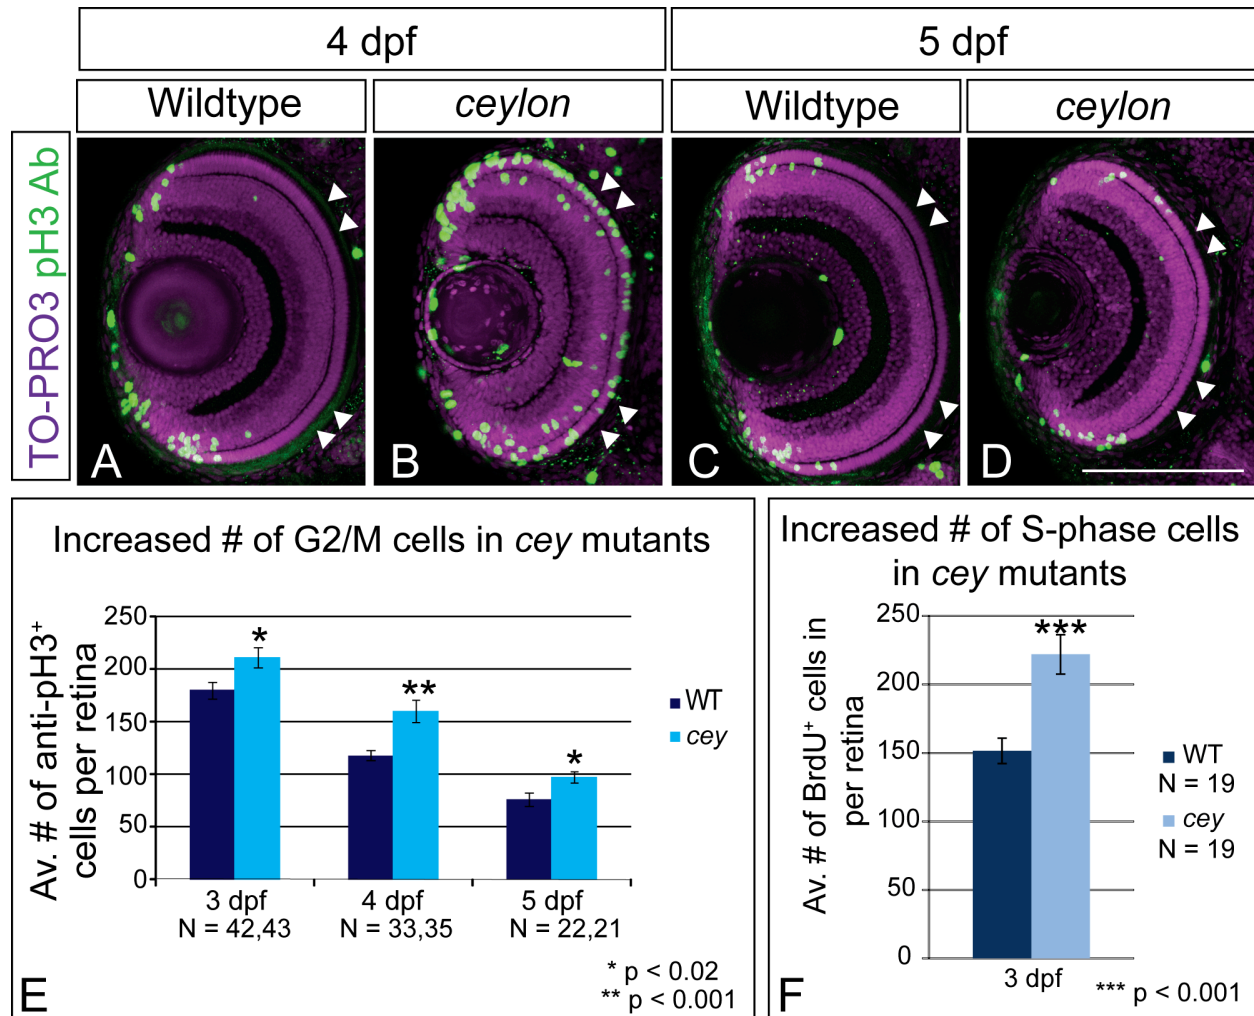 4 dpf
5 dpf
Wildtype
ceylon
Wildtype
ceylon
TO-PRO3 pH3 Ab
A
B
C
D
Increased # of G2/M cells in cey mutants
Av. # of anti-pH3⁺
cells per retina
250
200
150
100
50
0
*
**
*
WT
cey
3 dpf
4 dpf
5 dpf
N = 42,43
N = 33,35
N = 22,21
* p < 0.02
** p < 0.001
E
Increased # of S-phase cells
in cey mutants
Av. # of BrdU⁺ cells in
per retina
250
200
150
100
50
0
***
WT
N = 19
cey
N = 19
3 dpf
*** p < 0.001
F